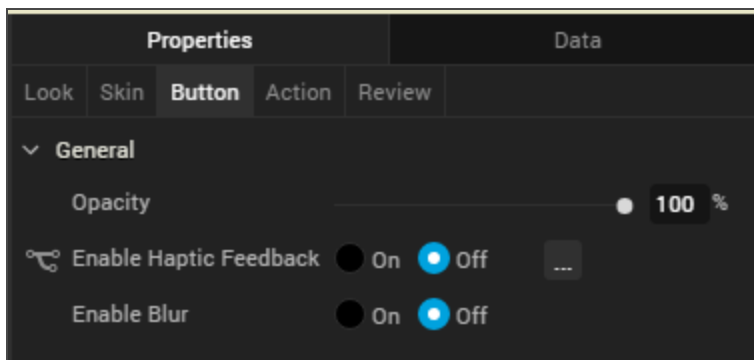 Properties Data
Look Skin Button Action Review
General
Opacity 100 %
Enable Haptic Feedback On Off ...
Enable Blur On Off